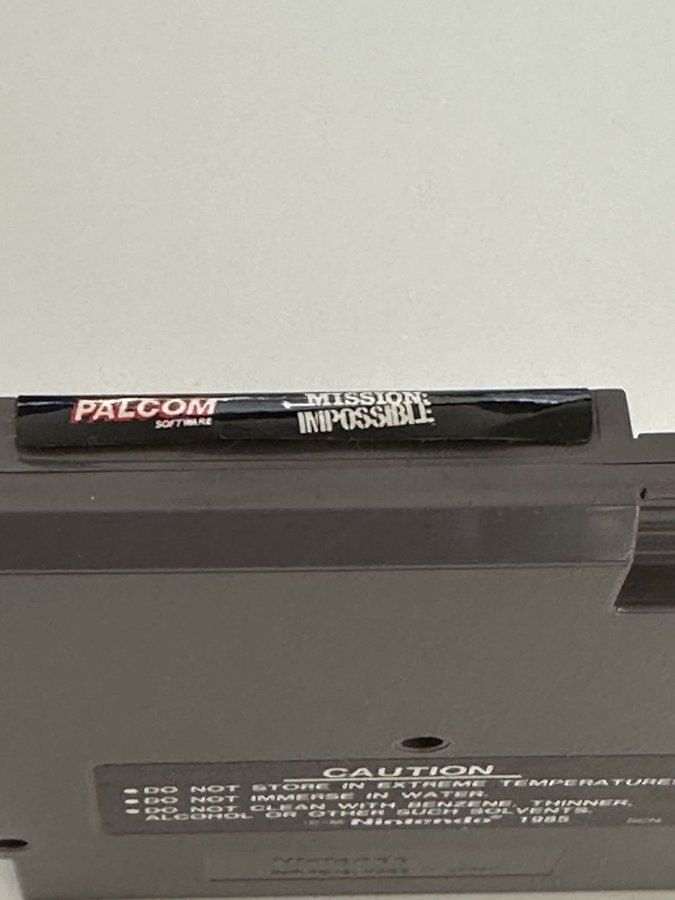 PALCOM
SOFTWARE
MISSION:
IMPOSSIBLE
CAUTION
• DO NOT STORE IN EXTREME TEMPERATURES
• DO NOT IMMERSE IN WATER.
• DO NOT CLEAN WITH BENZENE, THINNER,
ALCOHOL OR OTHER SUCH SOLVENTS.
Nintendo® 1985